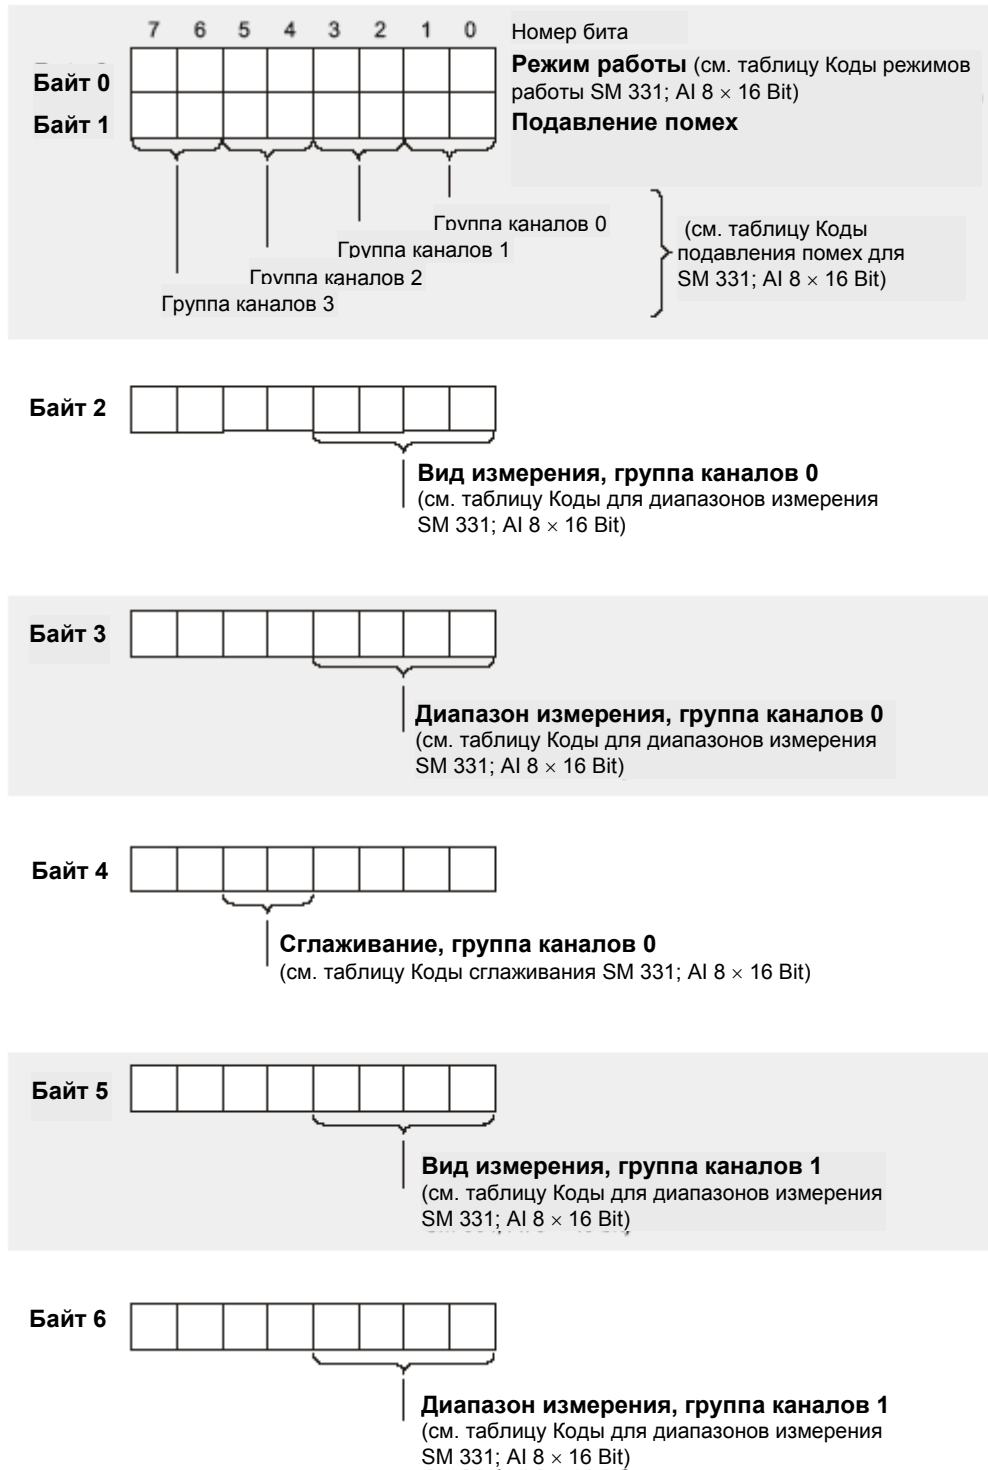 7 6 5 4 3 2 1 0 Номер бита
Байт 0
Режим работы (см. таблицу Коды режимов
работы SM 331; AI 8 × 16 Bit)
Байт 1
Подавление помех
Группа каналов 0
Группа каналов 1
Группа каналов 2
Группа каналов 3
(см. таблицу Коды
подавления помех для
SM 331; AI 8 × 16 Bit)
Байт 2
Вид измерения, группа каналов 0
(см. таблицу Коды для диапазонов измерения
SM 331; AI 8 × 16 Bit)
Байт 3
Диапазон измерения, группа каналов 0
(см. таблицу Коды для диапазонов измерения
SM 331; AI 8 × 16 Bit)
Байт 4
Сглаживание, группа каналов 0
(см. таблицу Коды сглаживания SM 331; AI 8 × 16 Bit)
Байт 5
Вид измерения, группа каналов 1
(см. таблицу Коды для диапазонов измерения
SM 331; AI 8 × 16 Bit)
Байт 6
Диапазон измерения, группа каналов 1
(см. таблицу Коды для диапазонов измерения
SM 331; AI 8 × 16 Bit)